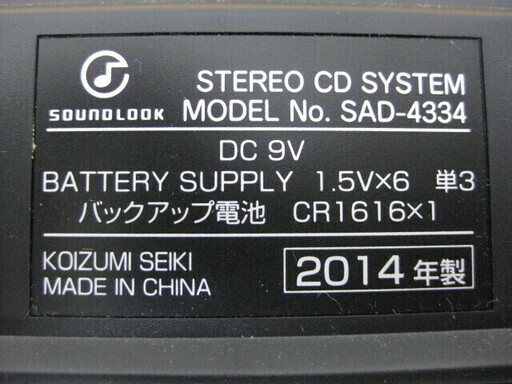 SOUNDLOOK
STEREO CD SYSTEM
MODEL No. SAD-4334
DC 9V
BATTERY SUPPLY 1.5V×6 単3
バックアップ電池 CR1616×1
KOIZUMI SEIKI
MADE IN CHINA
2014年製